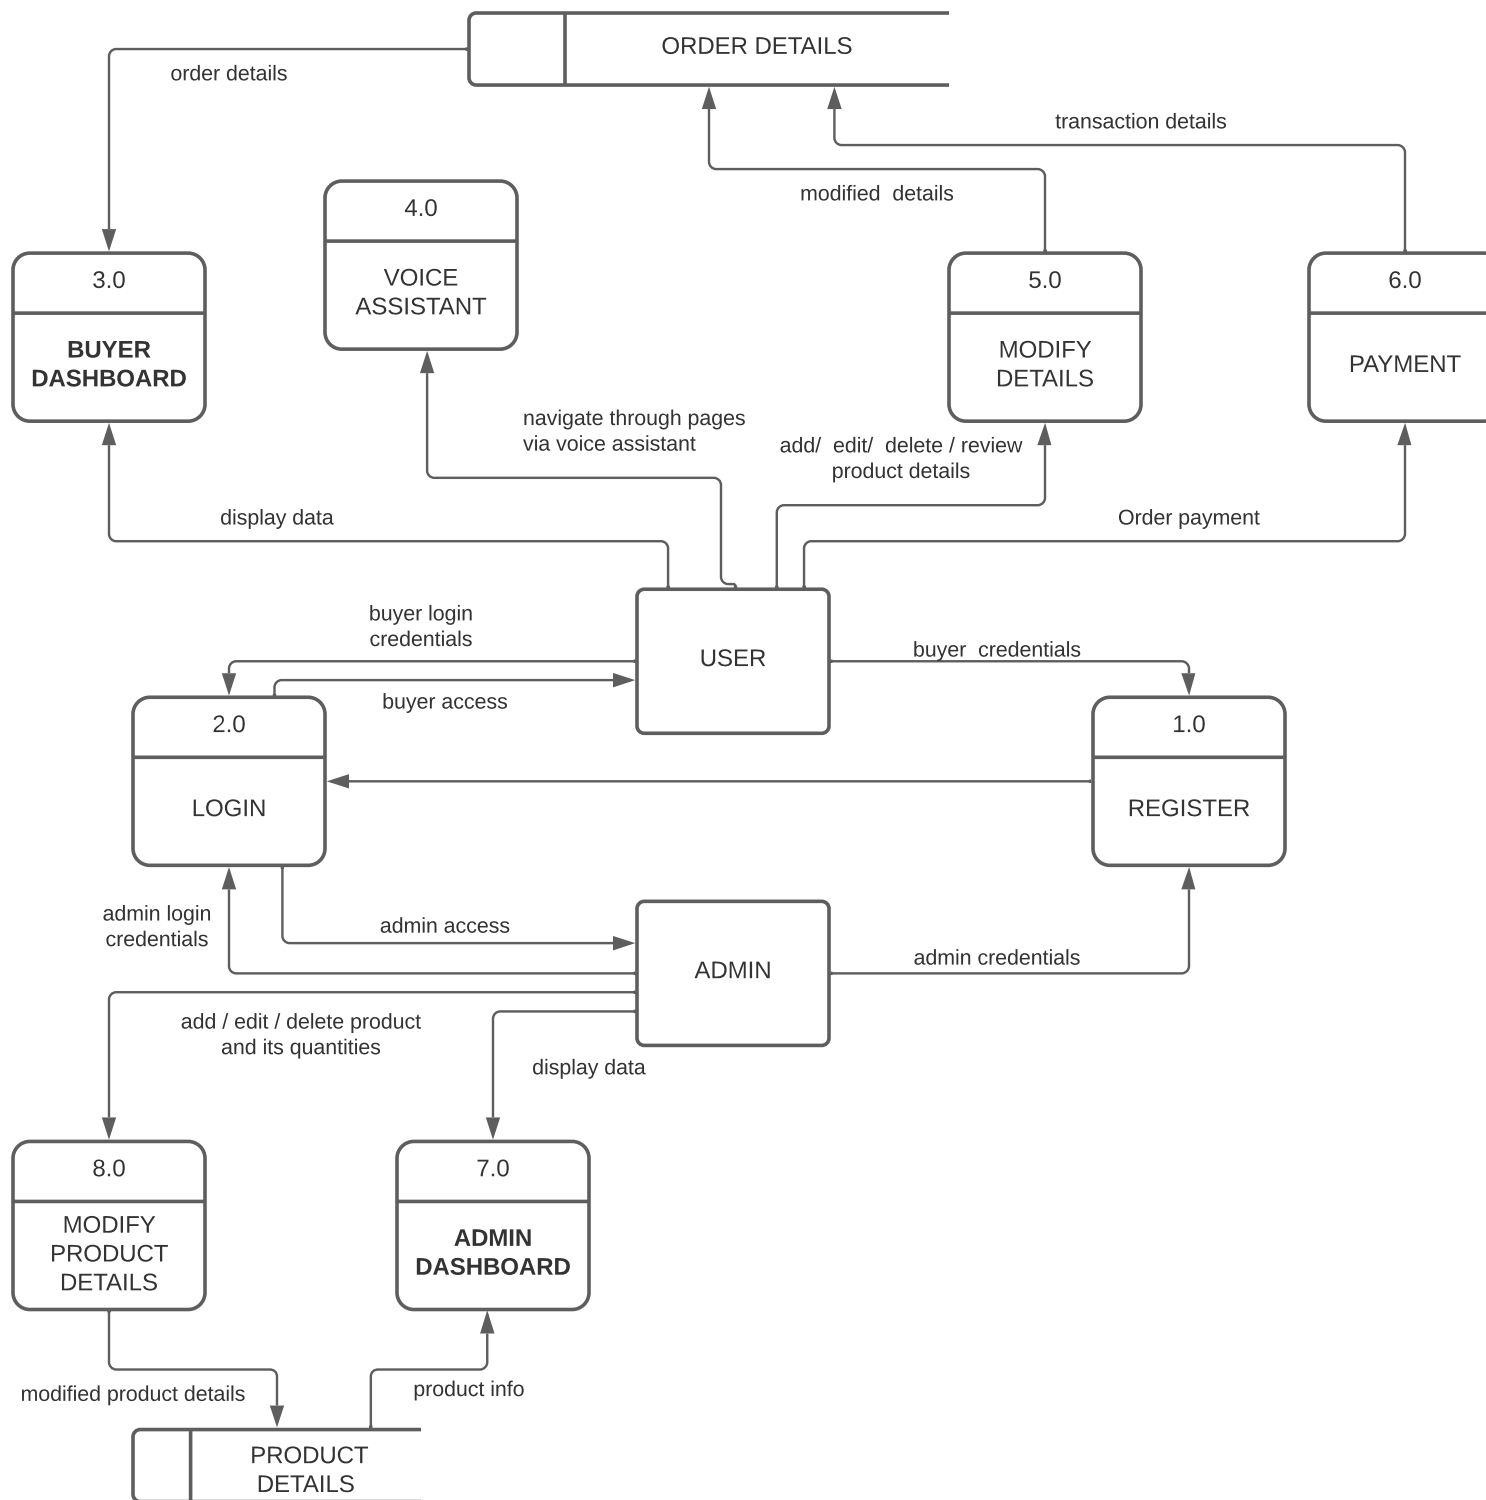 ORDER DETAILS
order details
transaction details
modified  details
4.0
VOICE
ASSISTANT
3.0
BUYER
DASHBOARD
5.0
MODIFY
DETAILS
6.0
PAYMENT
navigate through pages
via voice assistant
add/  edit/  delete / review
product details
display data
Order payment
buyer login
credentials
USER
buyer  credentials
buyer access
2.0
LOGIN
1.0
REGISTER
admin login
credentials
admin access
ADMIN
admin credentials
add / edit / delete product
and its quantities
display data
8.0
MODIFY
PRODUCT
DETAILS
7.0
ADMIN
DASHBOARD
modified product details
product info
PRODUCT
DETAILS